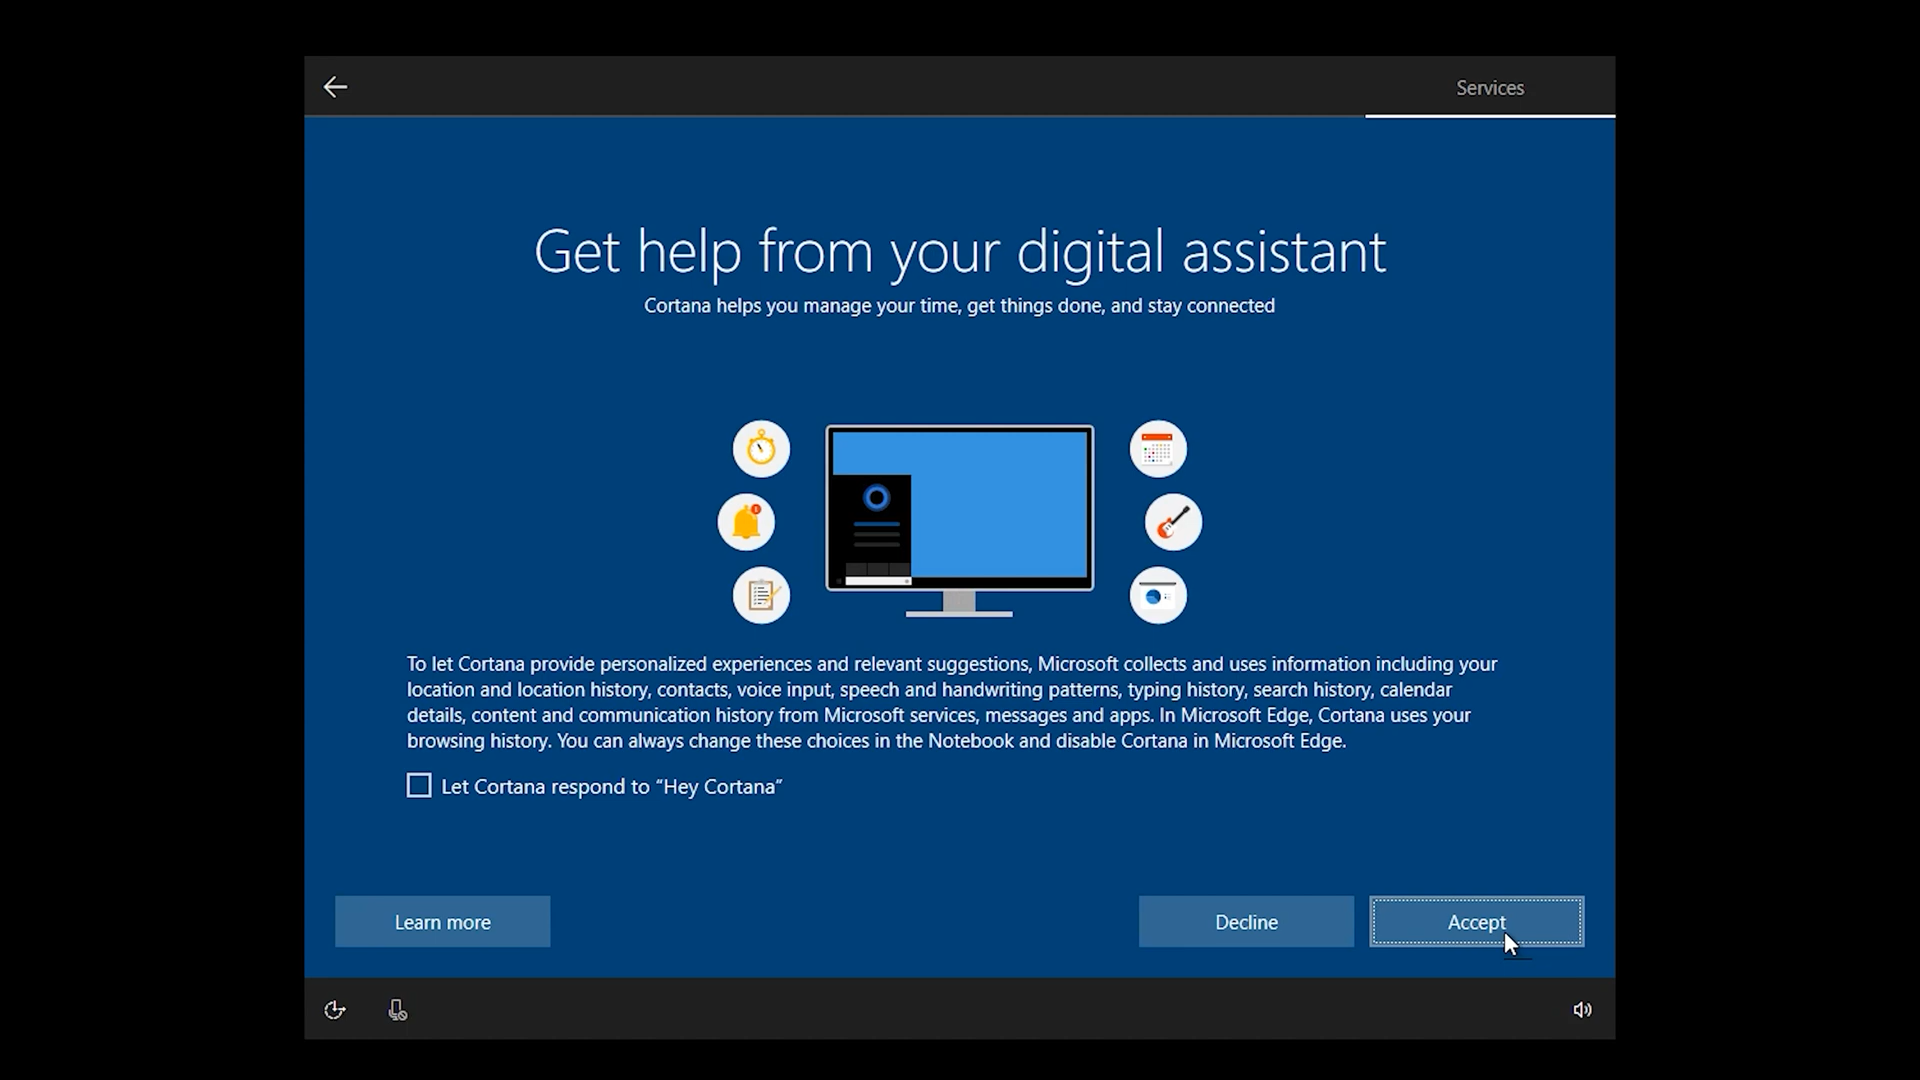 Services
Get help from your digital assistant
Cortana helps you manage your time, get things done, and stay connected
To let Cortana provide personalized experiences and relevant suggestions, Microsoft collects and uses information including your
location and location history, contacts, voice input, speech and handwriting patterns, typing history, search history, calendar
details, content and communication history from Microsoft services, messages and apps. In Microsoft Edge, Cortana uses your
browsing history. You can always change these choices in the Notebook and disable Cortana in Microsoft Edge.
Let Cortana respond to “Hey Cortana”
Learn more
Decline
Accept